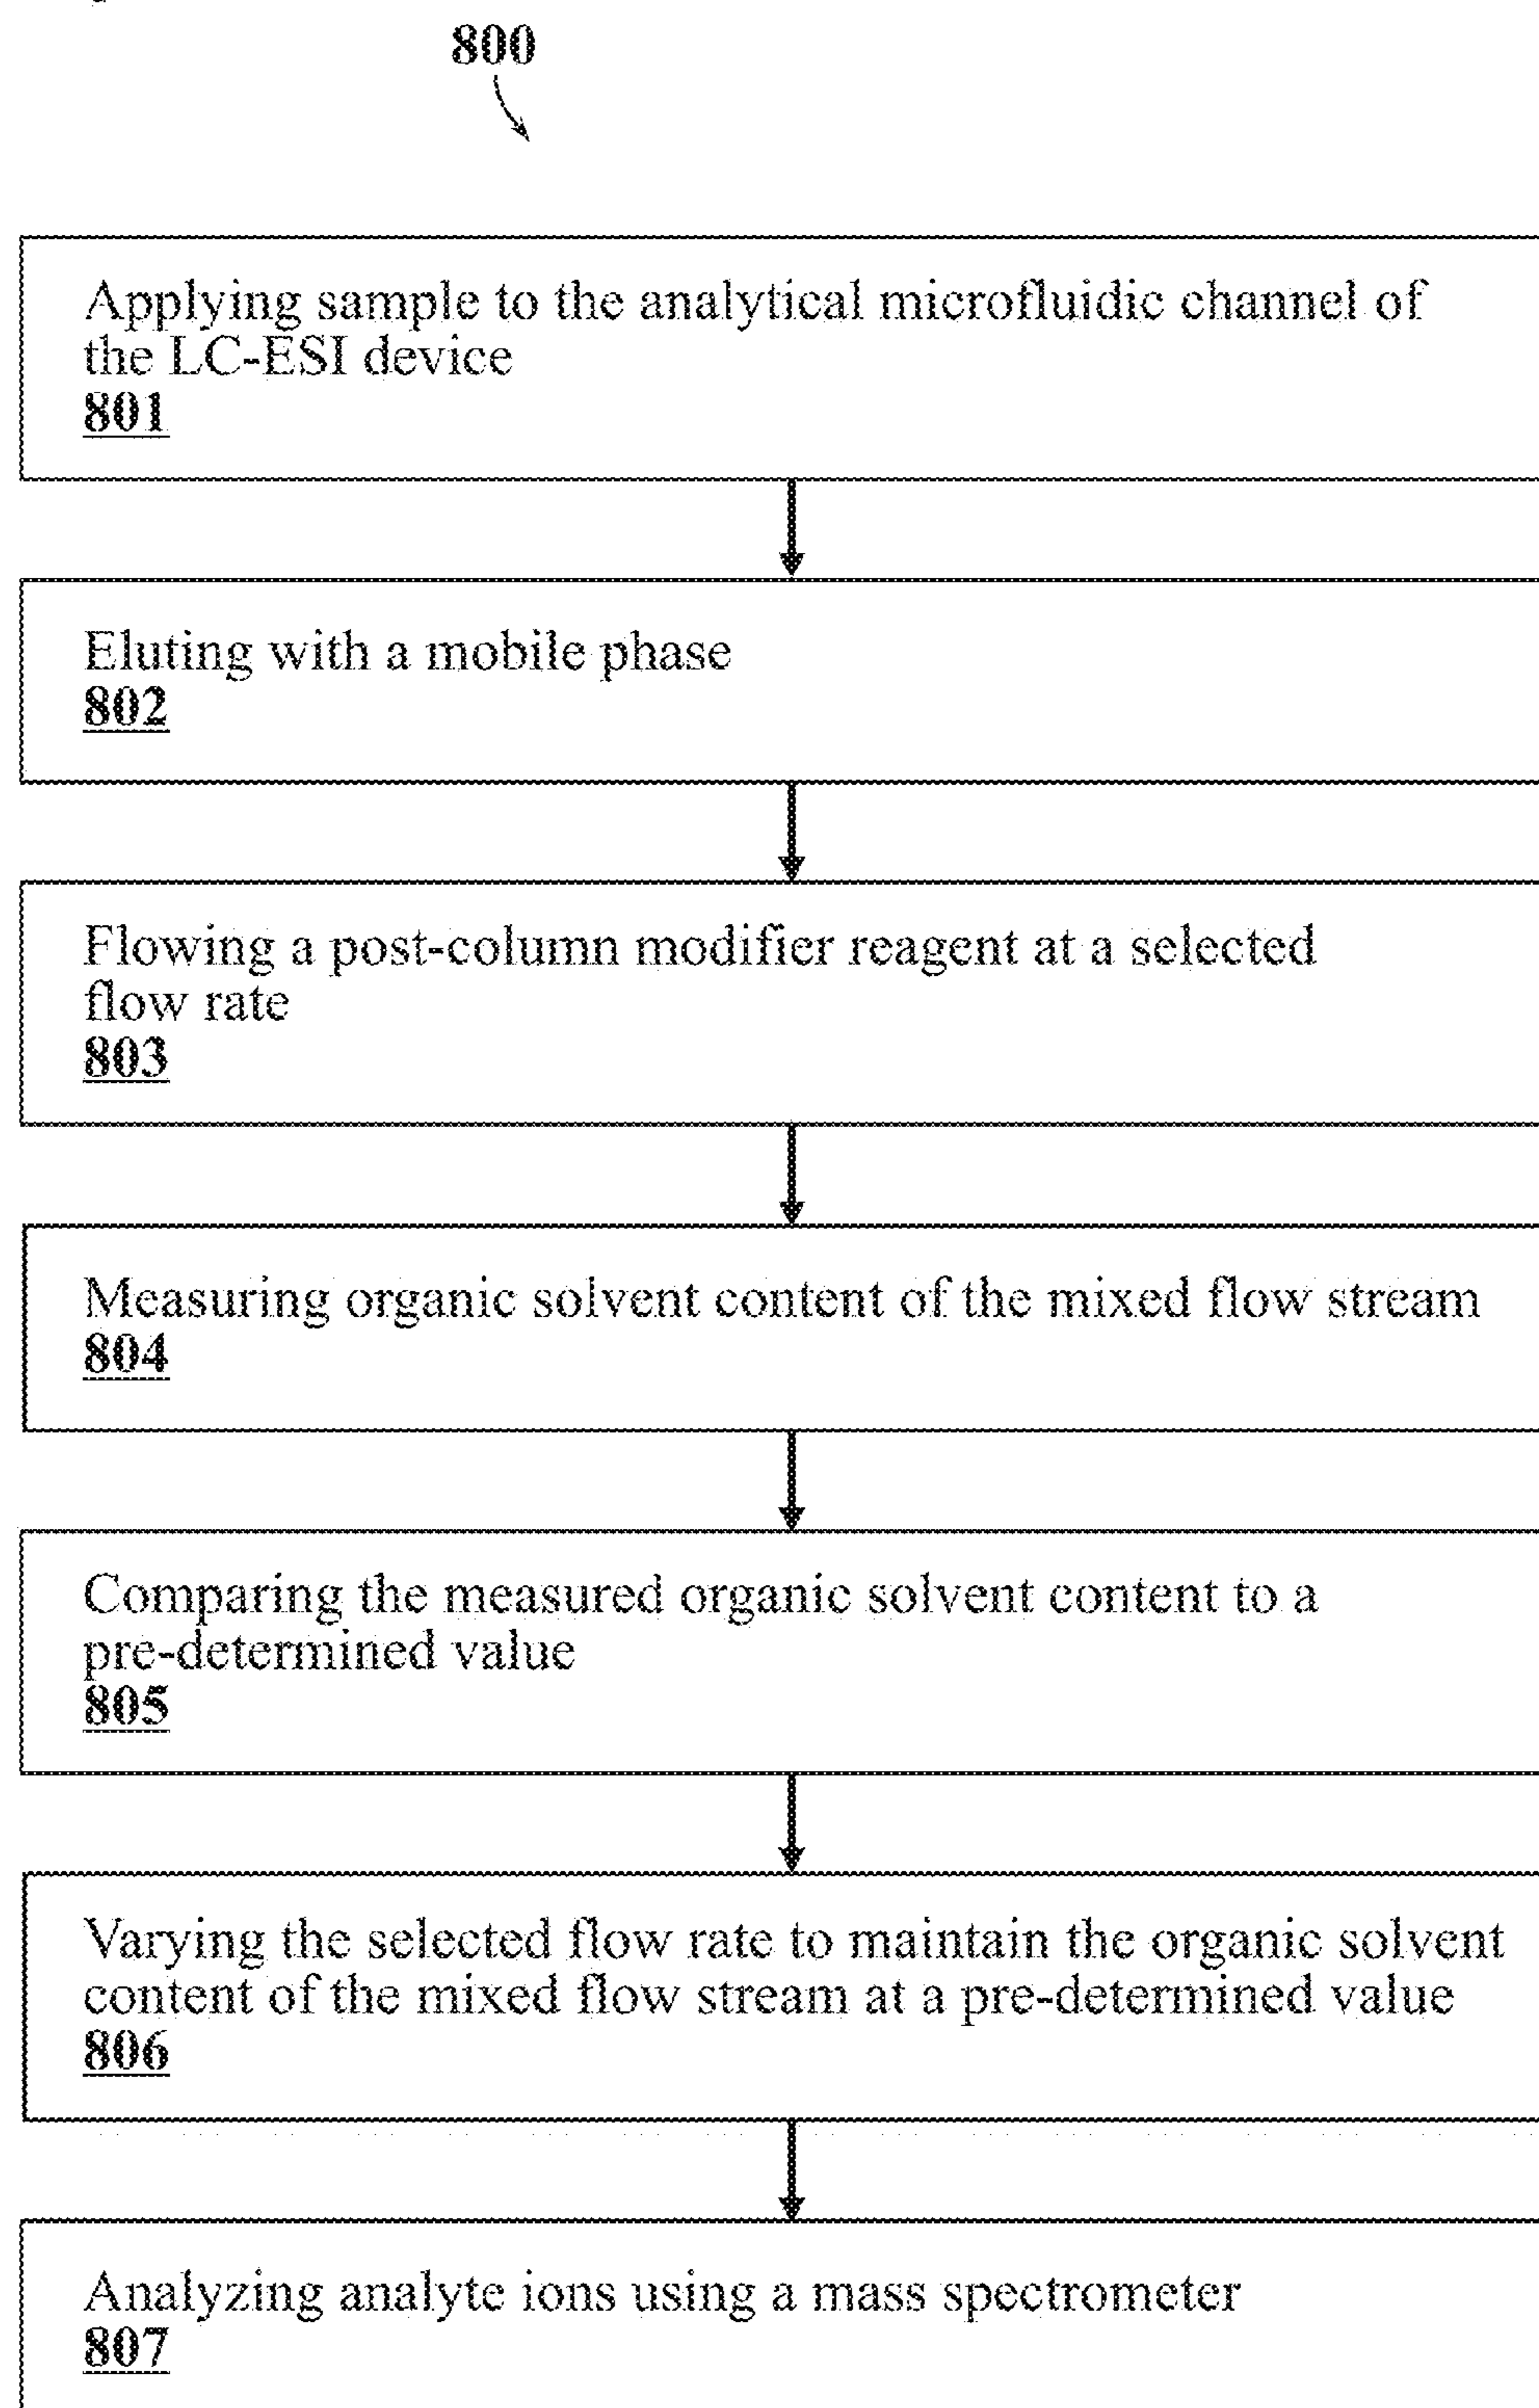 800
Applying sample to the analytical microfluidic channel of
the LC-ESI device
801
Eluting with a mobile phase
802
Flowing a post-column modifier reagent at a selected
flow rate
803
Measuring organic solvent content of the mixed flow stream
804
Comparing the measured organic solvent content to a
pre-determined value
805
Varying the selected flow rate to maintain the organic solvent
content of the mixed flow stream at a pre-determined value
806
Analyzing analyte ions using a mass spectrometer
807